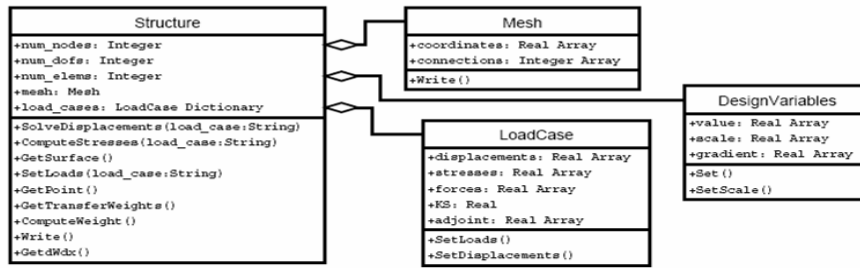 Structure
+num_nodes: Integer
+num_dofs: Integer
+num_elems: Integer
+mesh: Mesh
+load_cases: LoadCase Dictionary
+SolveDisplacements(load_case:String)
+ComputeStresses(load_case:String)
+GetSurface()
+SetLoads(load_case:String)
+GetPoint()
+GetTransferWeights()
+ComputeWeight()
+Write()
+GetdWdx()
Mesh
+coordinates: Real Array
+connections: Integer Array
+Write()
LoadCase
+displacements: Real Array
+stresses: Real Array
+forces: Real Array
+KS: Real
+adjoint: Real Array
+SetLoads()
+SetDisplacements()
DesignVariables
+value: Real Array
+scale: Real Array
+gradient: Real Array
+Set()
+SetScale()